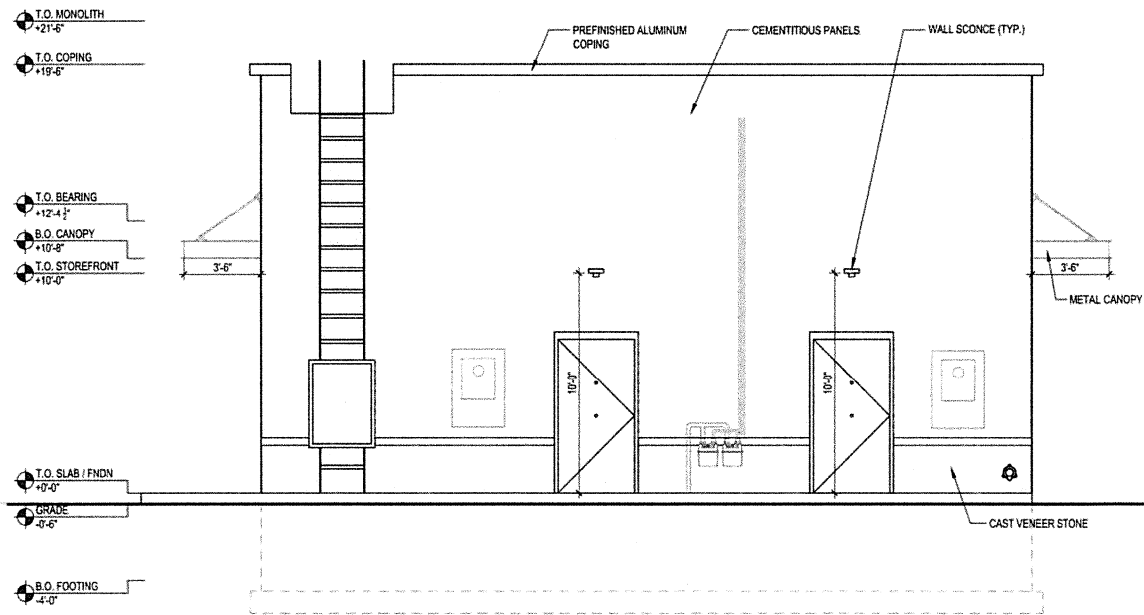 T.O. MONOLITH
+21'-6"
T.O. COPING
+19'-6"
PREFINISHED ALUMINUM
COPING
CEMENTITIOUS PANELS
WALL SCONCE (TYP.)
T.O. BEARING
+12'-4 1/2"
B.O. CANOPY
+10'-8"
T.O. STOREFRONT
+10'-0"
3'-6"
3'-6"
METAL CANOPY
10'-0"
10'-0"
T.O. SLAB / FNDN
+0'-0"
GRADE
-0'-6"
CAST VENEER STONE
B.O. FOOTING
-4'-0"